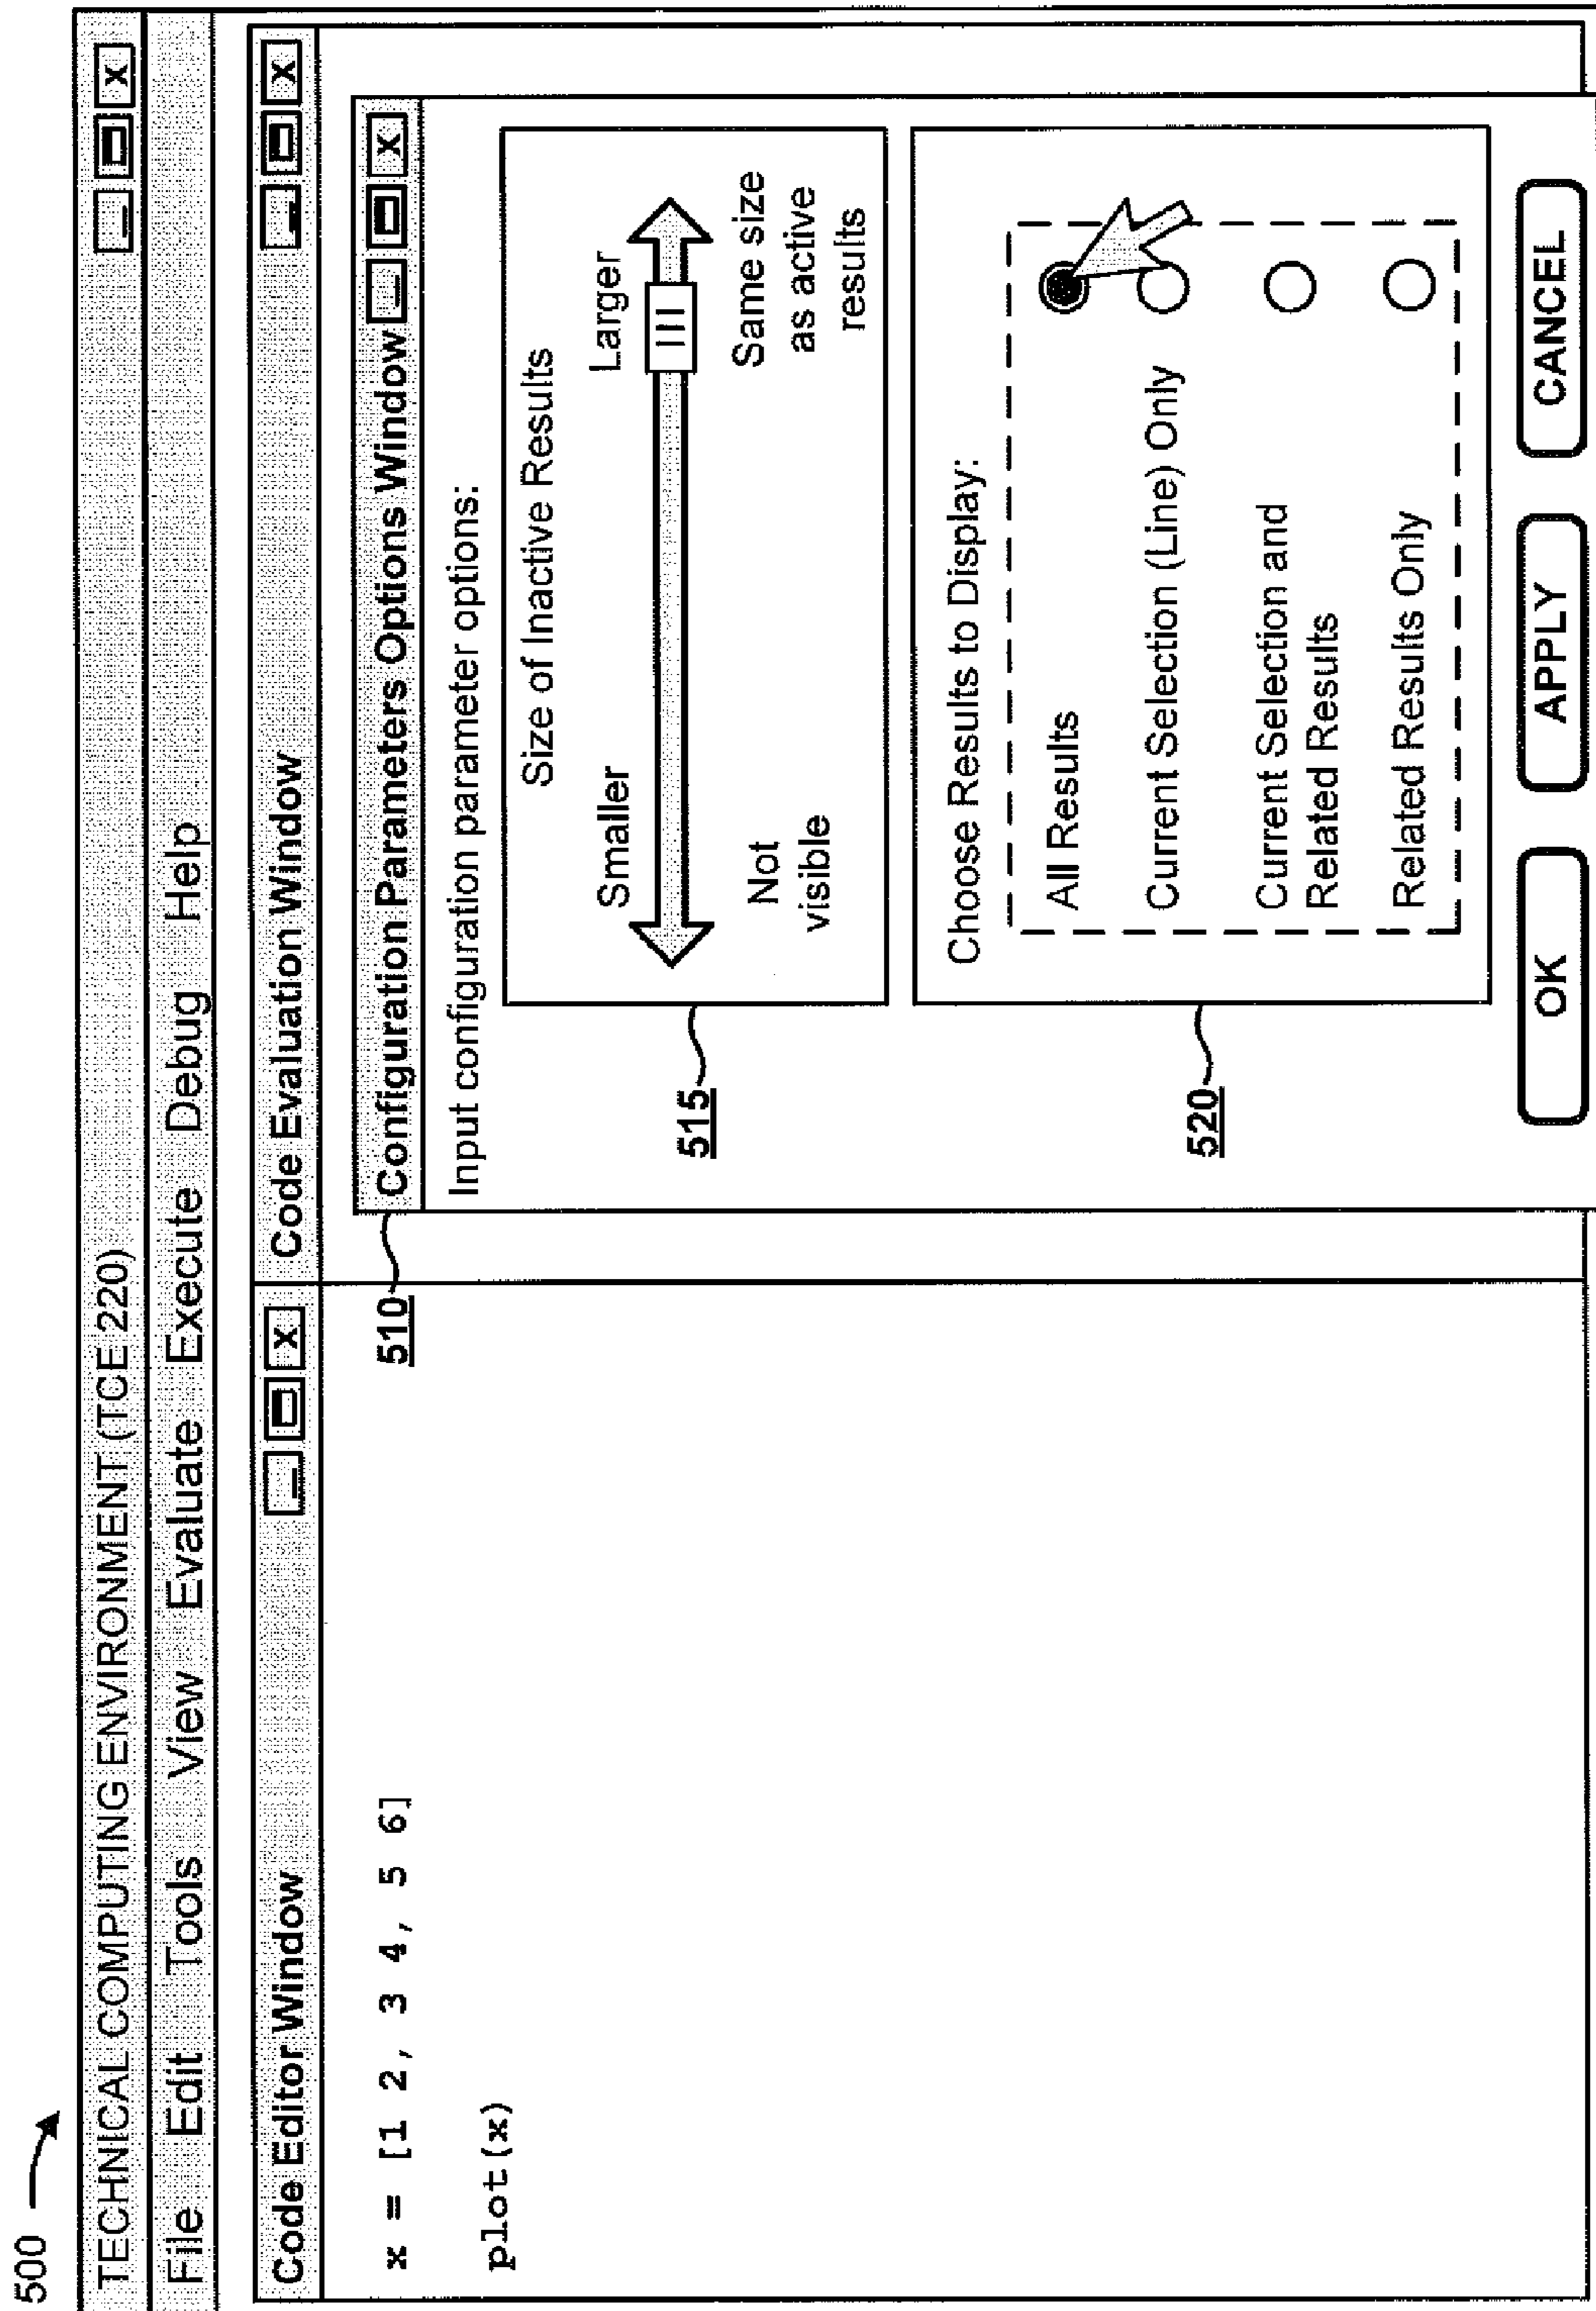 500
TECHNICAL COMPUTING ENVIRONMENT (TCE 220)
File Edit Tools View Evaluate Execute Debug Help
Code Editor Window
x = [1 2, 3 4, 5 6]
plot(x)
Code Evaluation Window
510
Configuration Parameters Options Window
Input configuration parameter options:
515
Size of Inactive Results
Smaller Larger
Not
visible
Same size
as active
results
520
Choose Results to Display:
All Results
Current Selection (Line) Only
Current Selection and
Related Results
Related Results Only
OK APPLY CANCEL